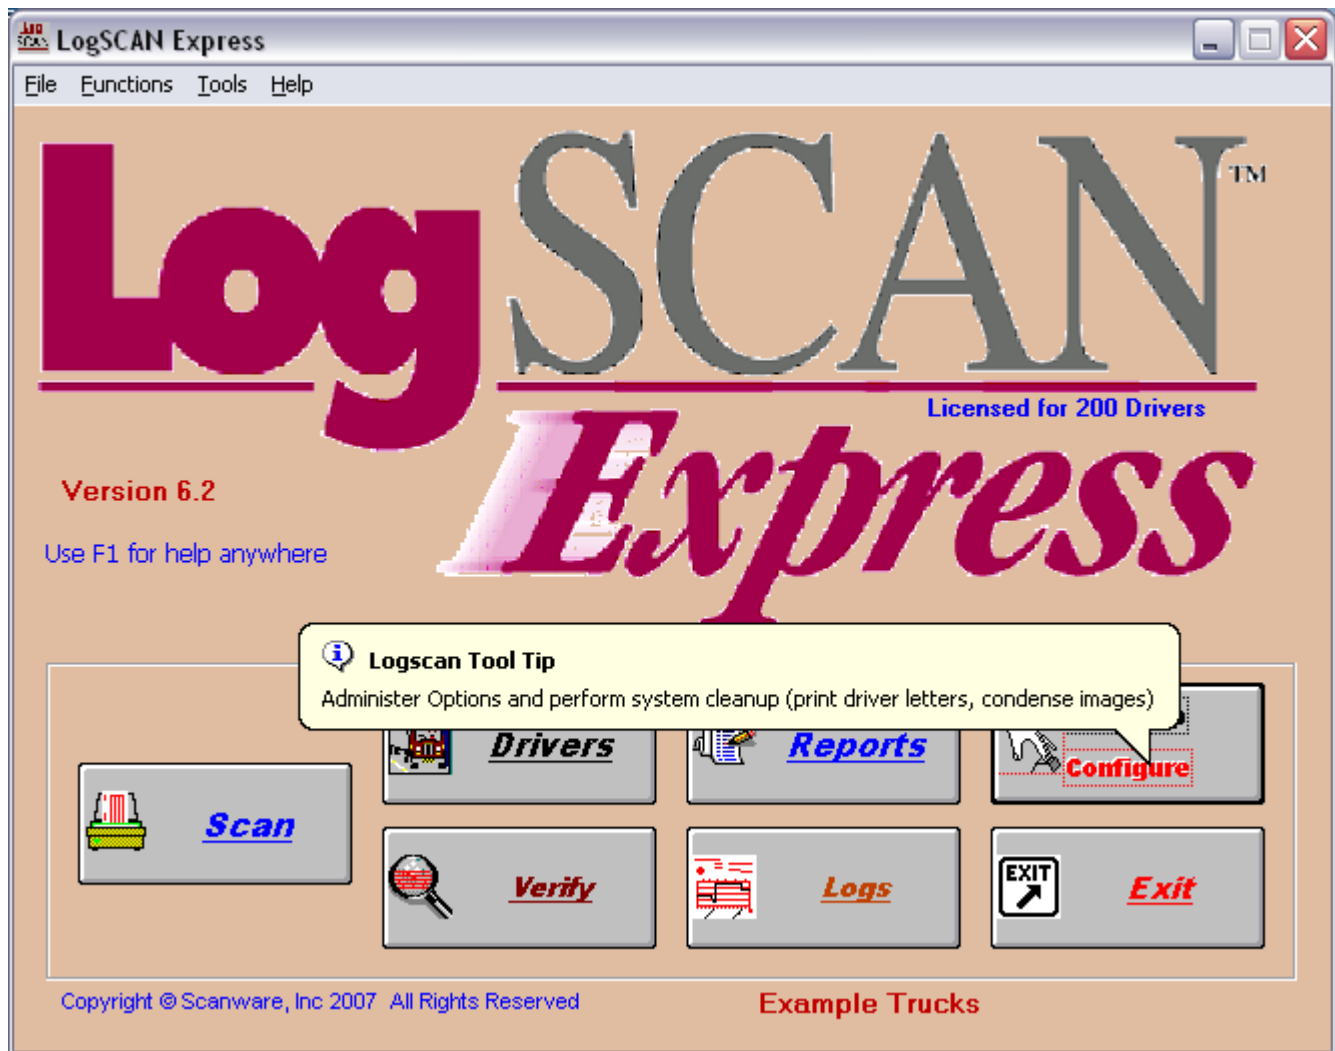 LogSCAN Express
File Functions Tools Help
LogSCAN™
Licensed for 200 Drivers
Express
Version 6.2
Use F1 for help anywhere
Logscan Tool Tip
Administer Options and perform system cleanup (print driver letters, condense images)
Drivers
Reports
Configure
Scan
Verify
Logs
EXIT
Exit
Copyright © Scanware, Inc 2007 All Rights Reserved
Example Trucks